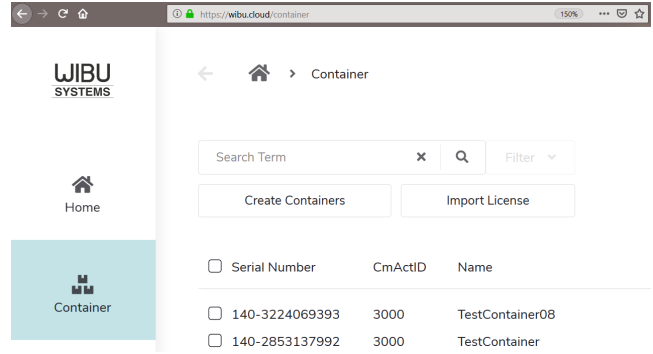 https://wibu.cloud/container
150%
WIBU
SYSTEMS
Container
Search Term
Filter
Home
Create Containers
Import License
Serial Number CmActID Name
Container
140-3224069393 3000 TestContainer08
140-2853137992 3000 TestContainer